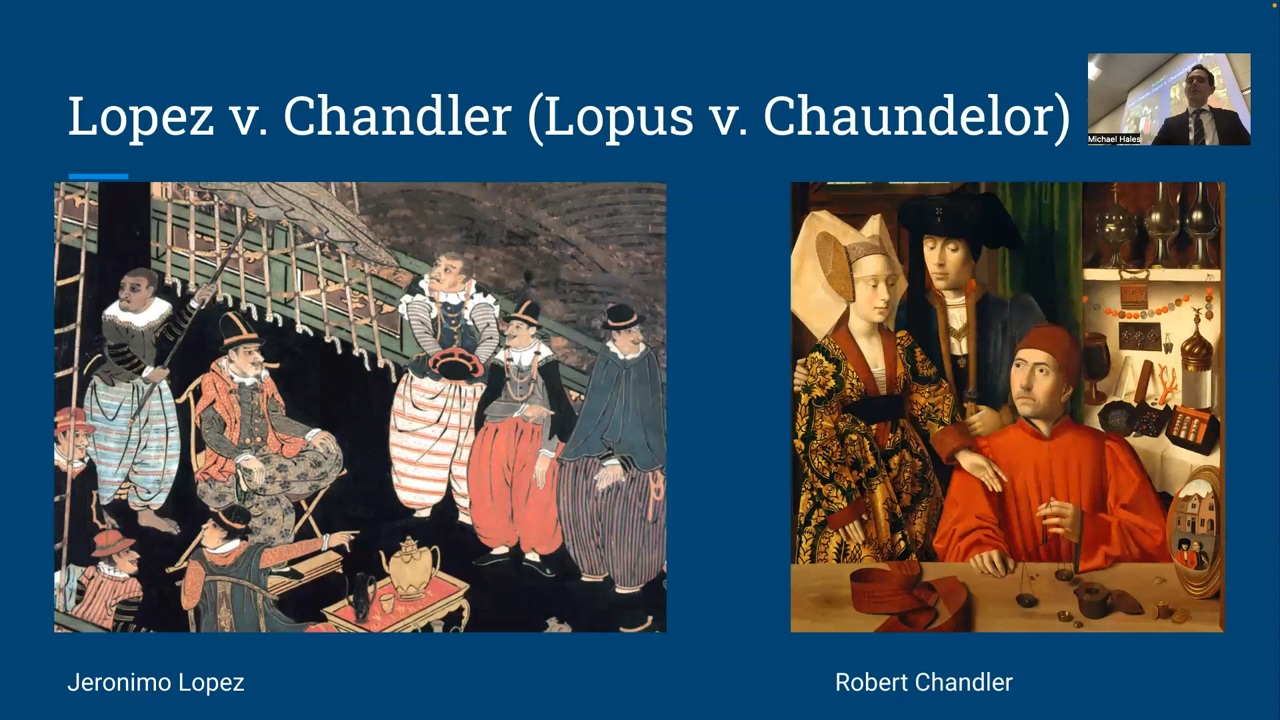 Lopez v. Chandler (Lopus v. Chaundelor)
Michael Hales
Jeronimo Lopez
Robert Chandler